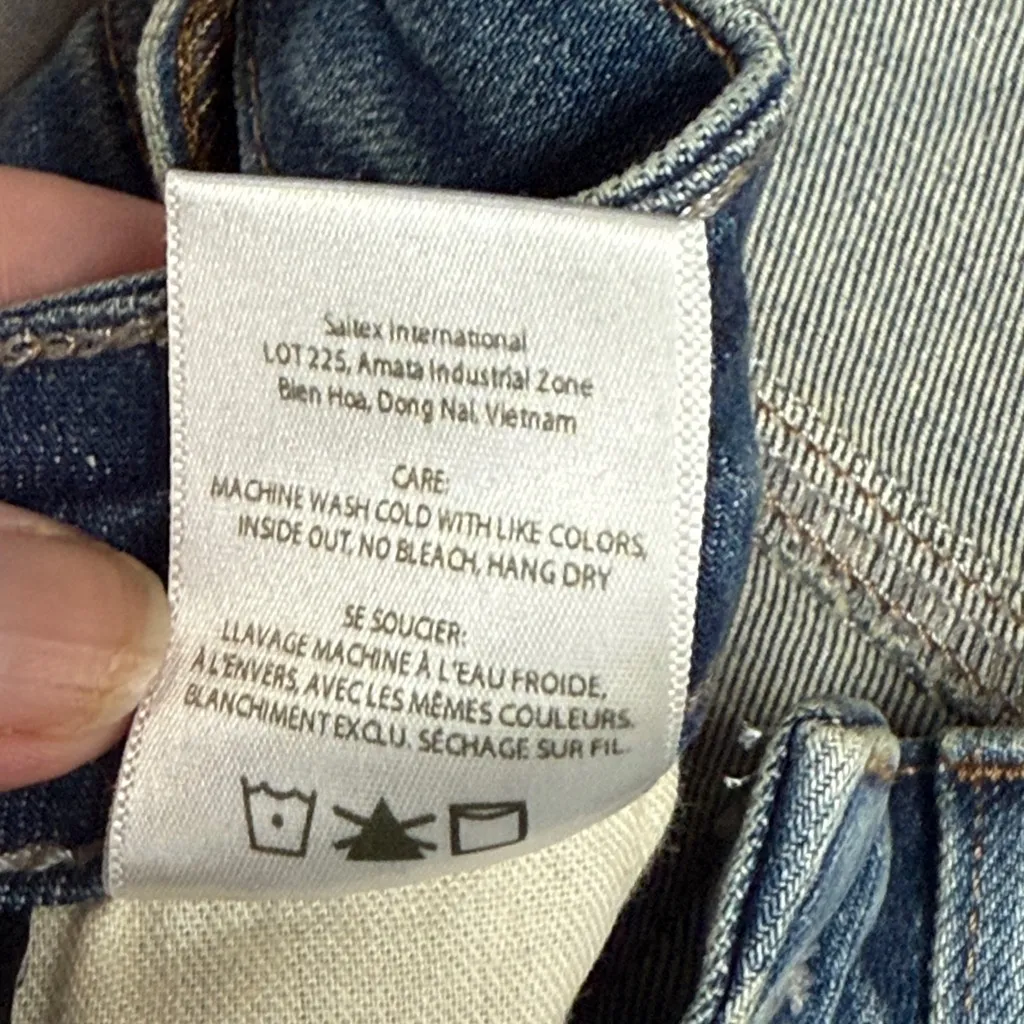 Saitex International
LOT 225, Amata Industrial Zone
Bien Hoa, Dong Nai, Vietnam
CARE:
MACHINE WASH COLD WITH LIKE COLORS,
INSIDE OUT, NO BLEACH, HANG DRY
SE SOUCIER:
LLAVAGE MACHINE À L'EAU FROIDE,
À L'ENVERS, AVEC LES MÊMES COULEURS.
BLANCHIMENT EXCLU. SÉCHAGE SUR FIL.